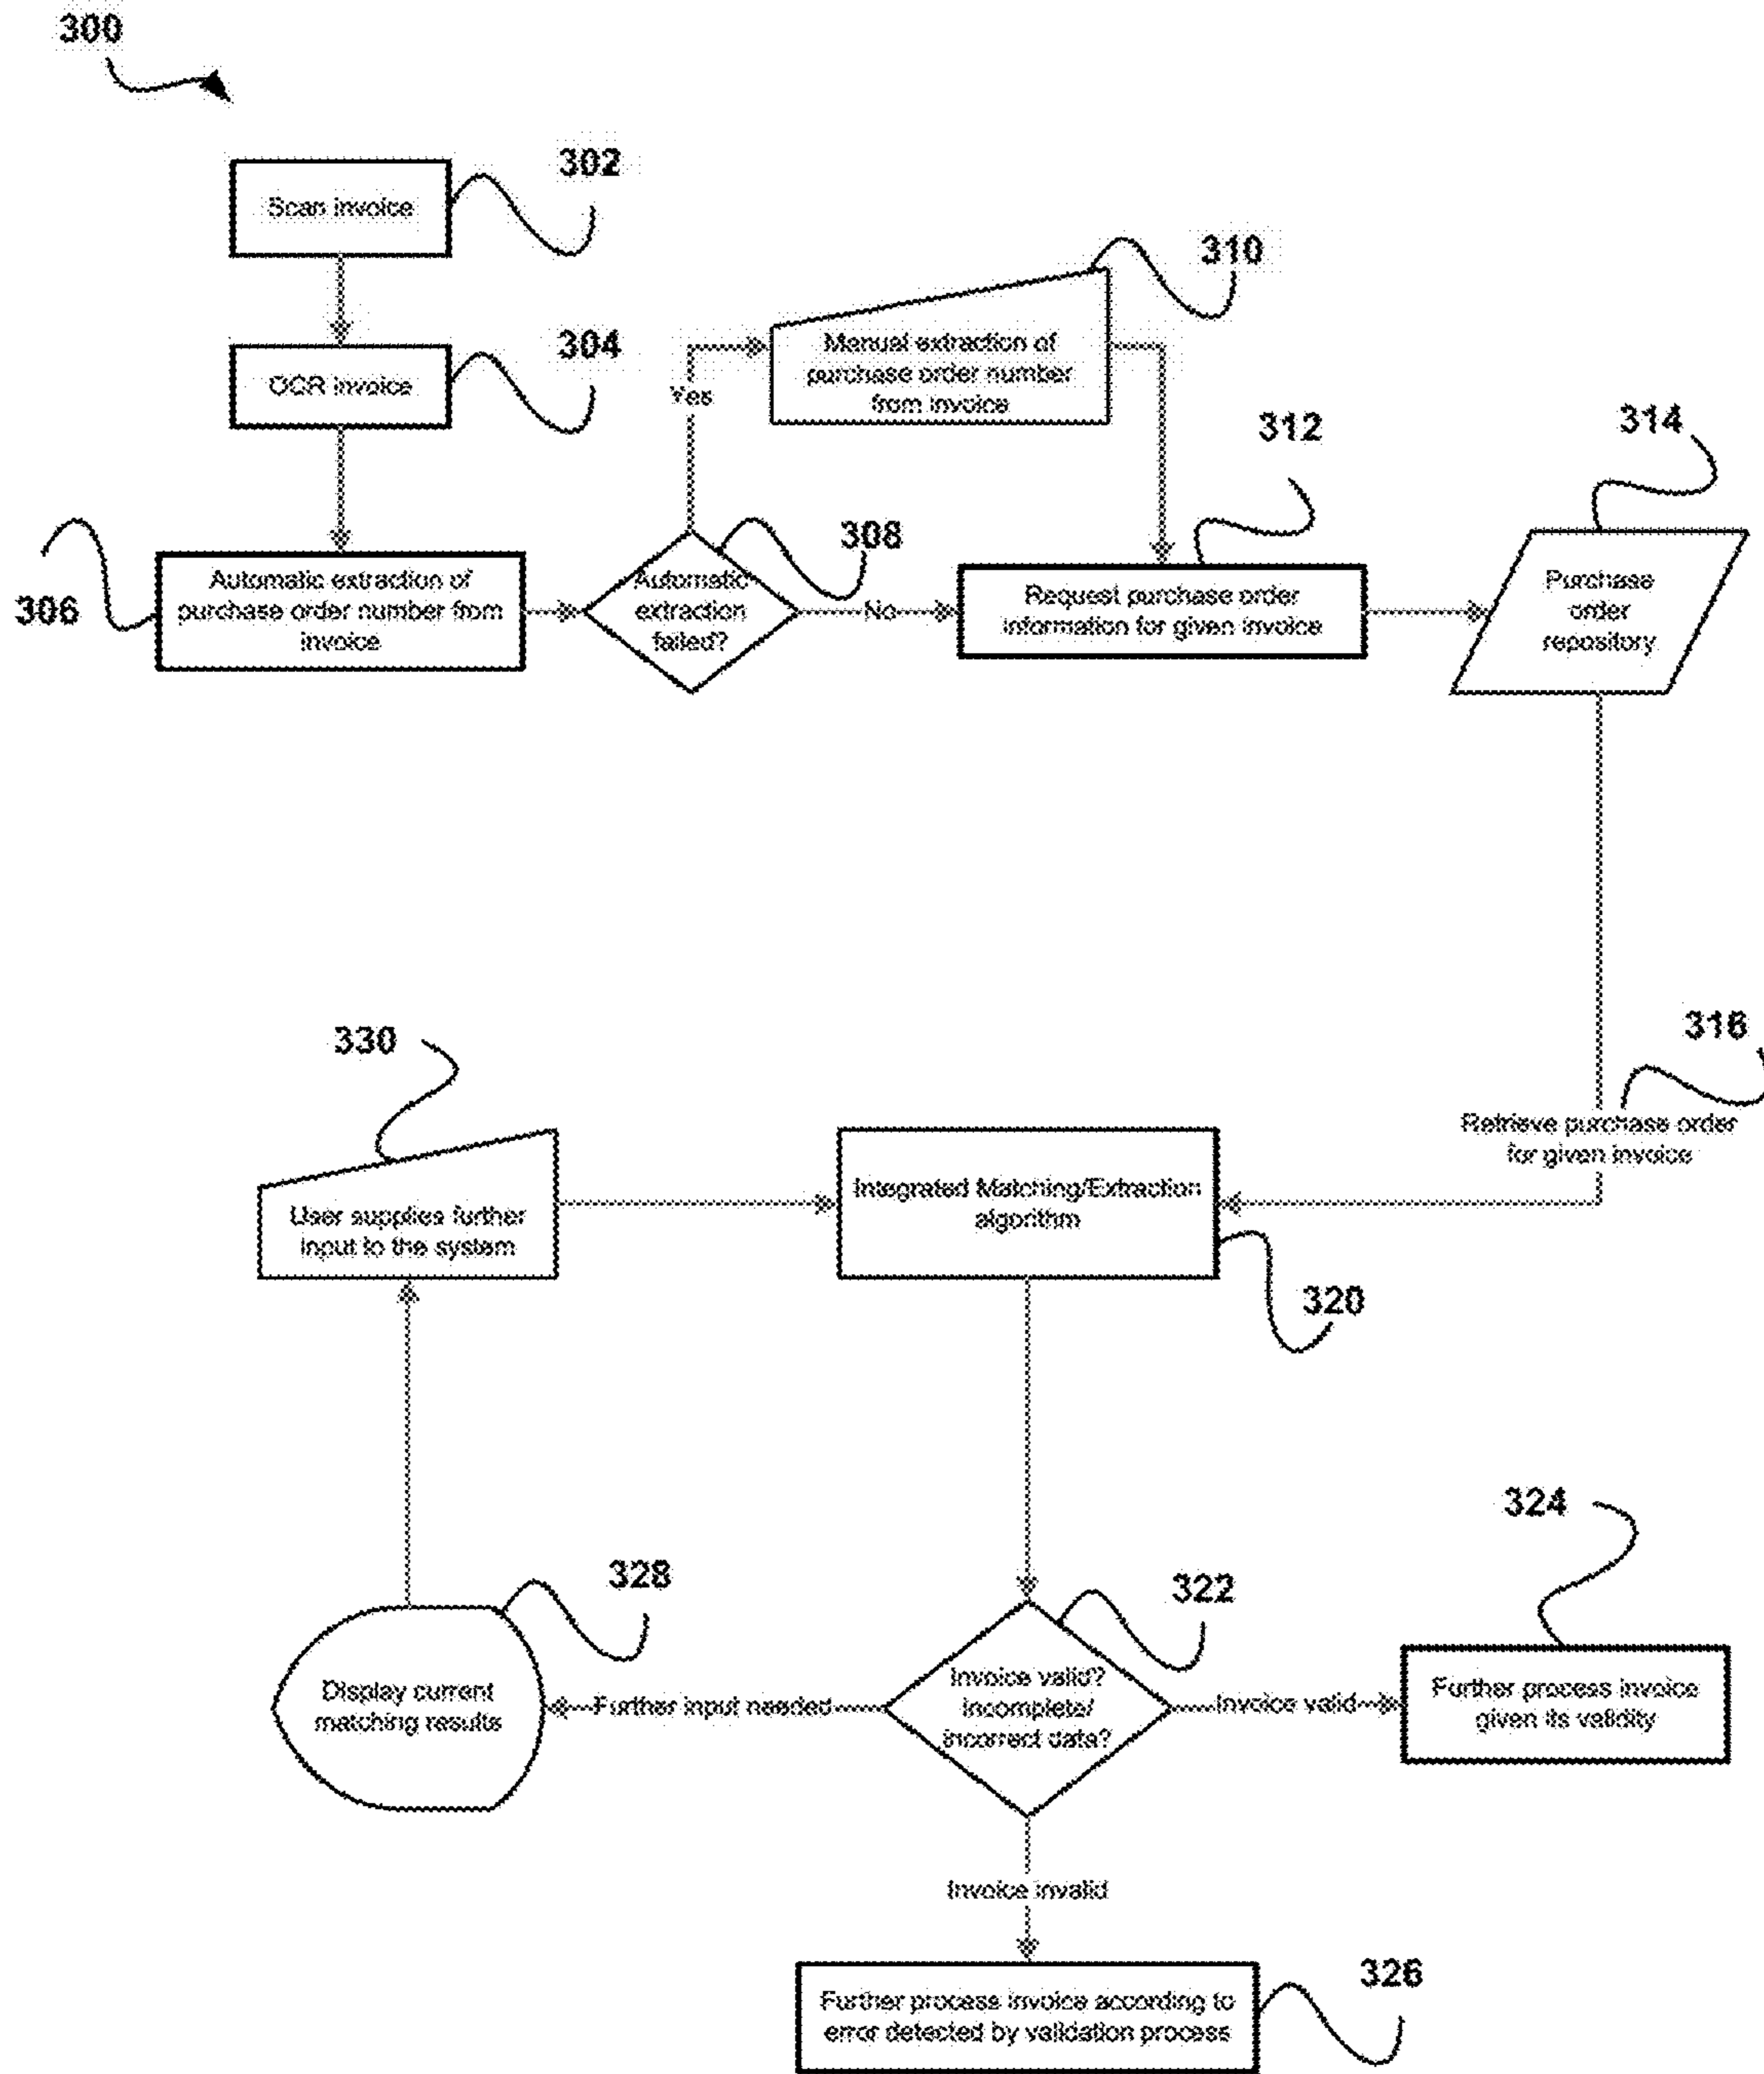 300
302
Scan invoice
304
OCR invoice
306
Automatic extraction of
purchase order number from
invoice
308
Automatic
extraction
failed?
Yes
No
310
Manual extraction of
purchase order number
from invoice
312
Request purchase order
information for given invoice
314
Purchase
order
repository
316
Retrieve purchase order
for given invoice
330
User supplies further
input to the system
Integrated Matching/Extraction
algorithm
320
328
Display current
matching results
Further input needed
322
Invoice valid?
Incomplete/
incorrect data?
Invoice valid
324
Further process invoice
given its validity
Invoice invalid
326
Further process invoice according to
error detected by validation process